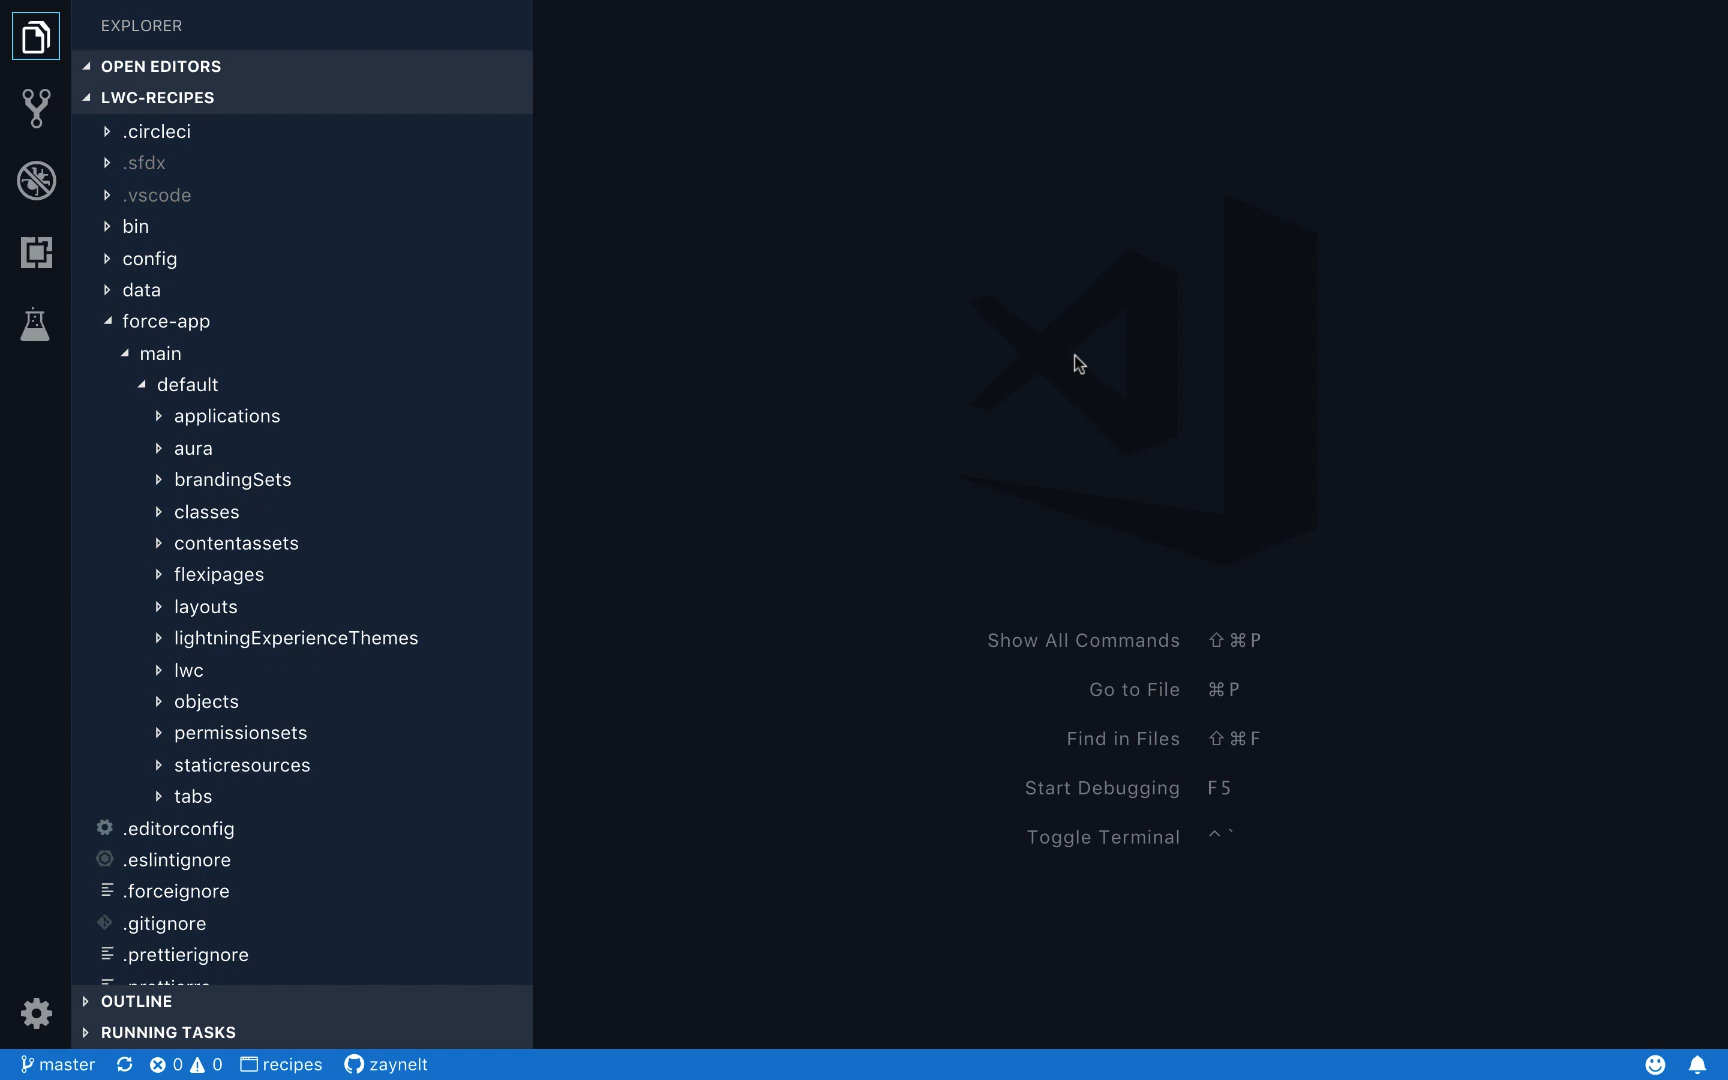 EXPLORER
OPEN EDITORS
LWC-RECIPES
.circleci
.sfdx
.vscode
bin
config
data
force-app
main
default
applications
aura
brandingSets
classes
contentassets
flexipages
layouts
lightningExperienceThemes
lwc
objects
permissionsets
staticresources
tabs
.editorconfig
.eslintignore
.forceignore
.gitignore
.prettierignore
OUTLINE
RUNNING TASKS
Show All Commands ⇧⌘P
Go to File ⌘P
Find in Files ⇧⌘F
Start Debugging F5
Toggle Terminal ^`
master 0 0 recipes zaynelt